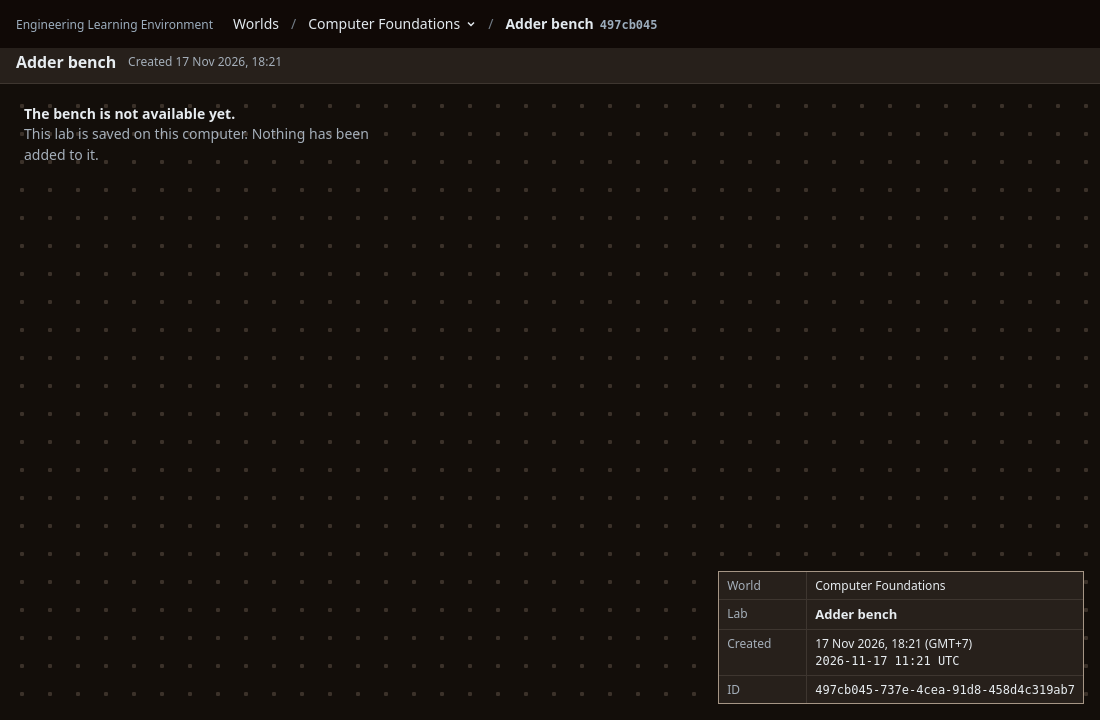 Engineering Learning Environment Worlds / Computer Foundations / Adder bench 497cb045
Adder bench Created 17 Nov 2026, 18:21
The bench is not available yet.
This lab is saved on this computer. Nothing has been
added to it.
World Computer Foundations
Lab Adder bench
Created 17 Nov 2026, 18:21 (GMT+7)
2026-11-17 11:21 UTC
ID 497cb045-737e-4cea-91d8-458d4c319ab7